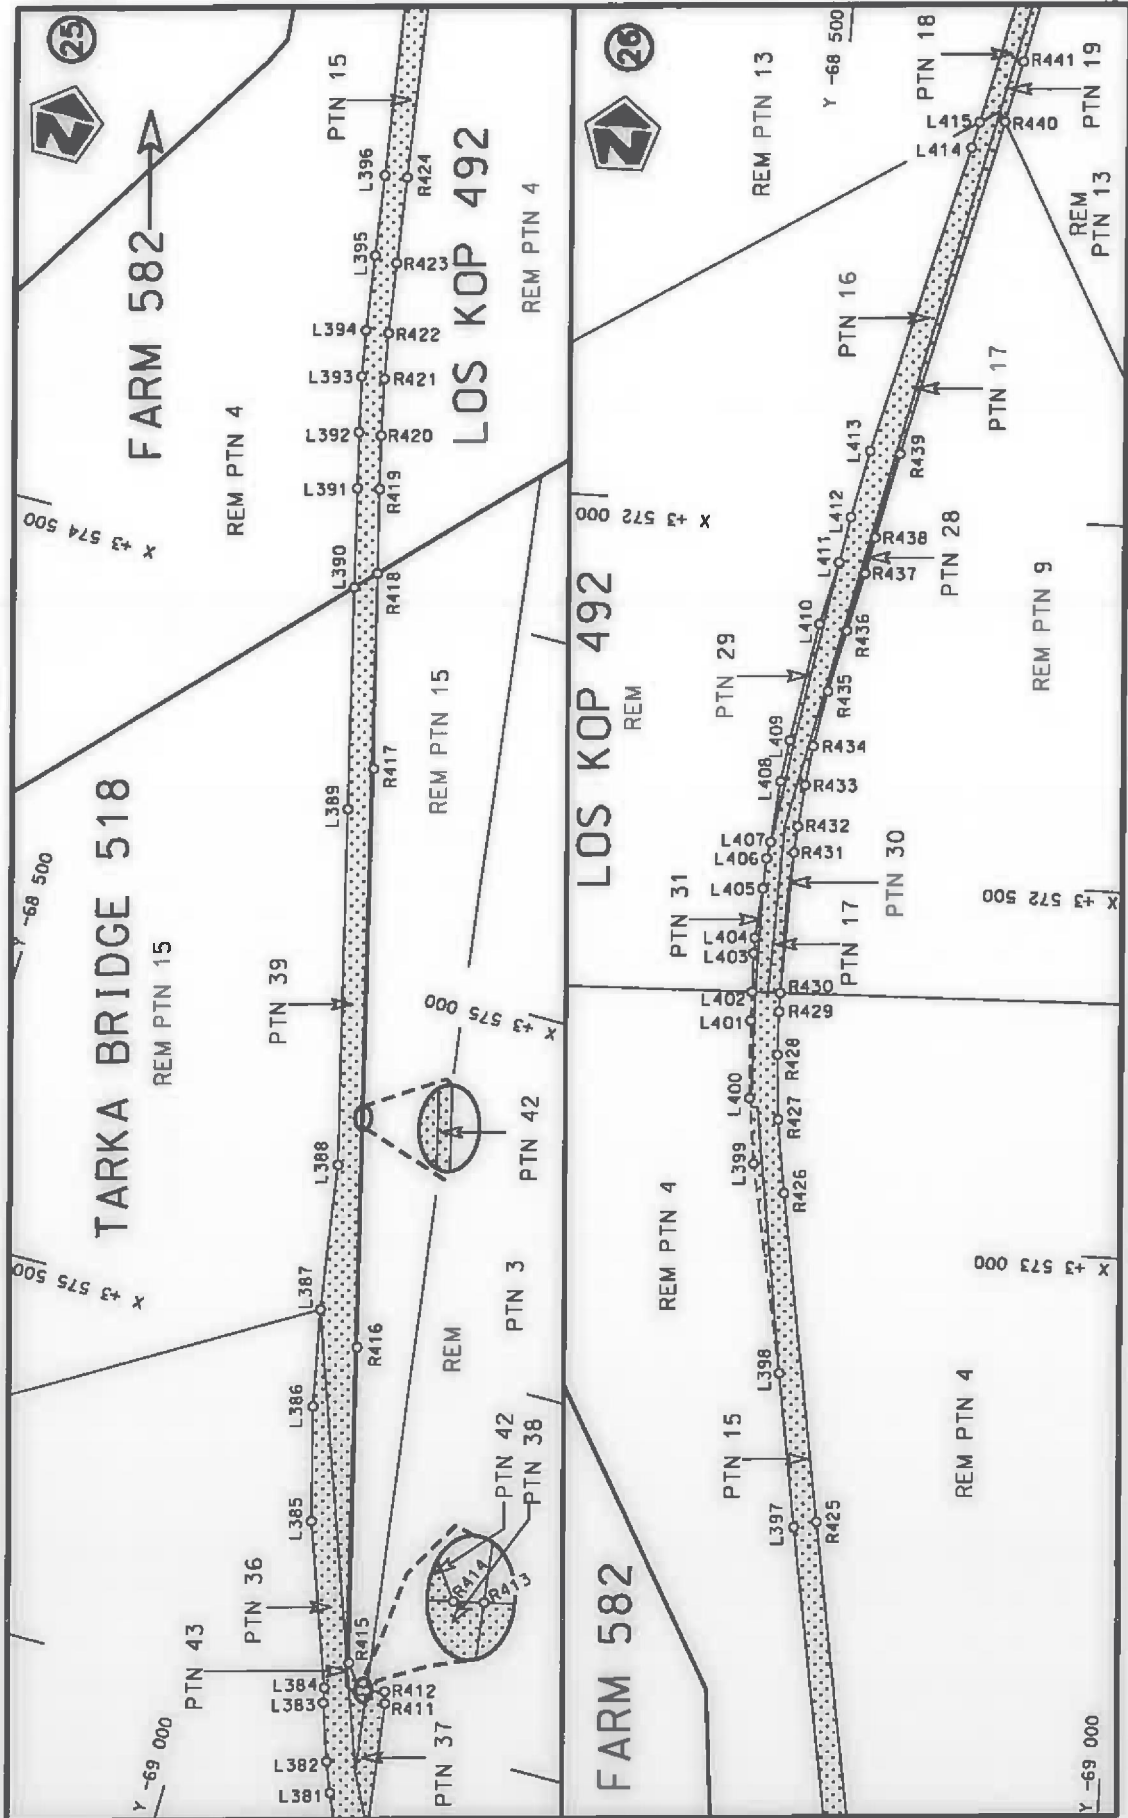 25
N
FARM 582
PTN 15
L396
R424
L395
R423
L394
R422
L393
R421
L392
R420
L391
R419
L390
R418
LOS KOP 492
REM PTN 4
REM PTN 4
X +3 574 500
TARKA BRIDGE 518
REM PTN 15
Y -68 500
REM PTN 15
L389
R417
PTN 39
X +3 575 000
PTN 42
L388
L387
X +3 575 500
PTN 3
REM
R416
L386
L385
PTN 42
PTN 38
R414
R413
PTN 36
PTN 43
R415
L384
L383
R412
R411
PTN 37
L382
L381
Y -69 000
26
N
Y -68 500
PTN 18
R441
PTN 19
L415
R440
L414
REM PTN 13
REM
PTN 13
PTN 16
PTN 17
L413
R439
L412
R438
L411
R437
PTN 28
L410
R436
X +3 572 000
LOS KOP 492
REM
PTN 29
R435
L409
R434
L408
R433
L407
R432
L406
R431
L405
PTN 31
PTN 30
L404
L403
PTN 17
REM PTN 9
X +3 572 500
L402
R430
L401
R429
R428
L400
R427
L399
R426
REM PTN 4
X +3 573 000
L398
PTN 15
REM PTN 4
L397
R425
FARM 582
Y -69 000